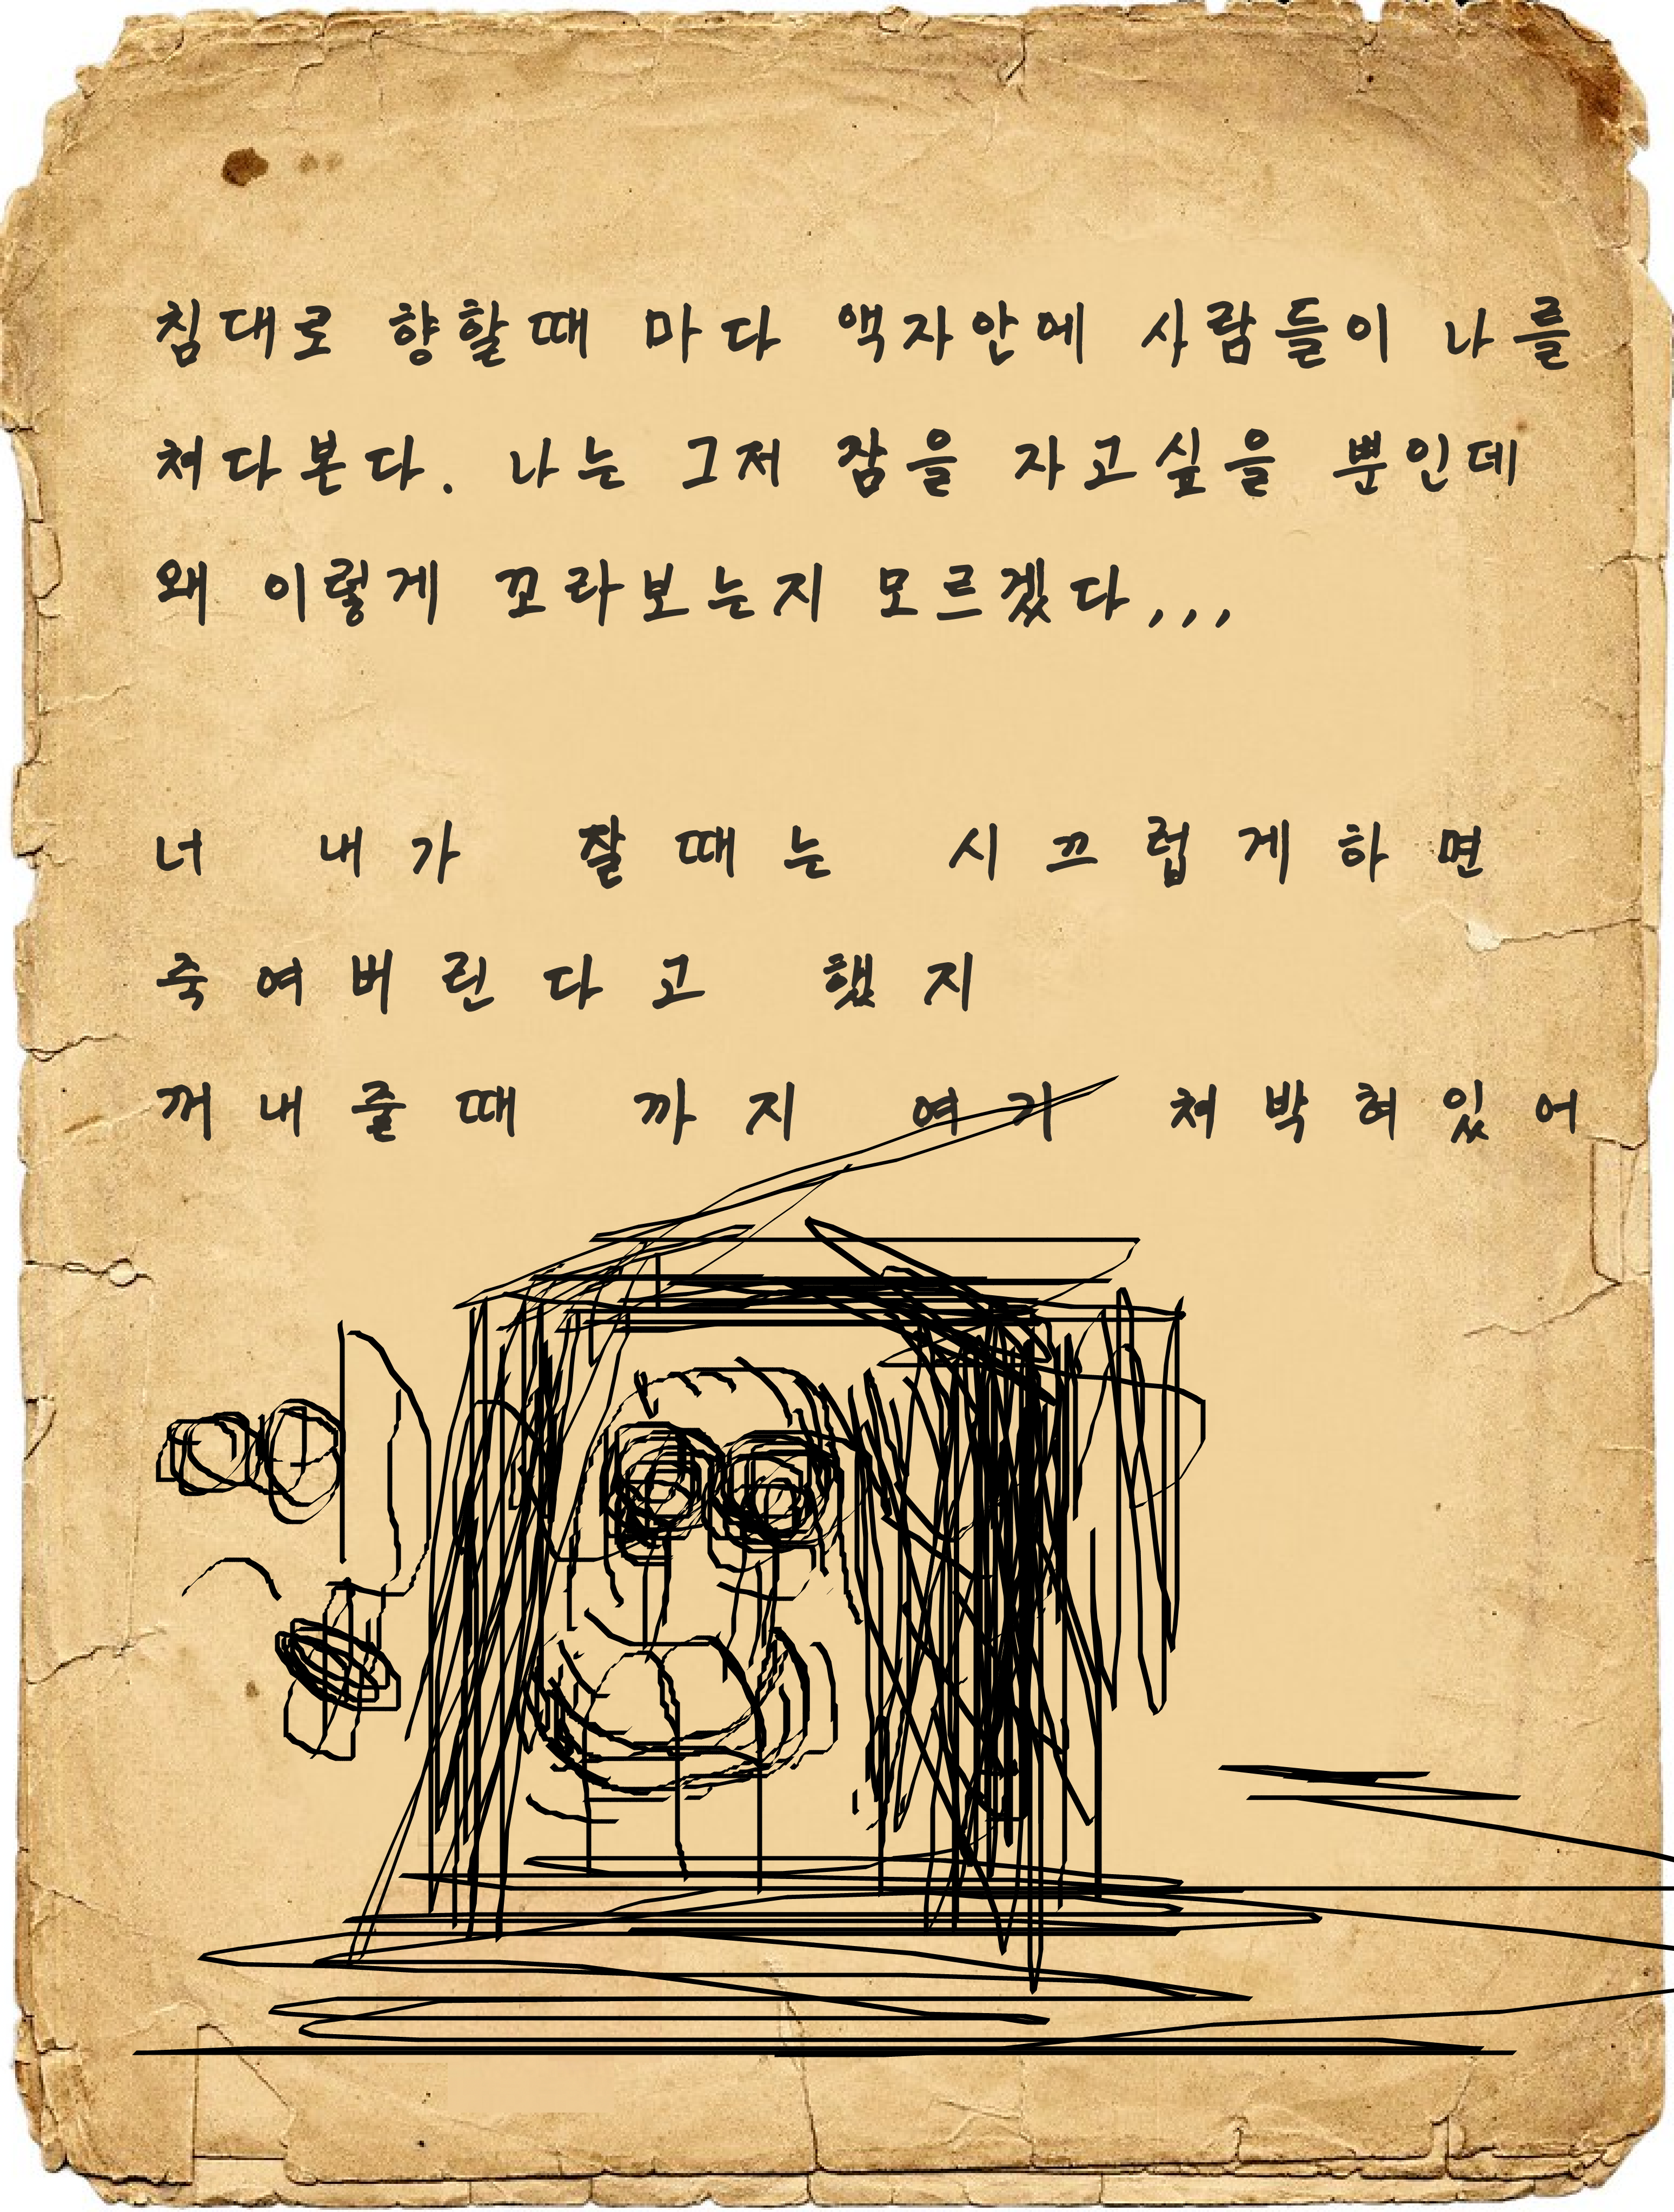 침대로 향할때 마다 액자안에 사람들이 나를
쳐다본다. 나는 그저 잠을 자고싶을 뿐인데
왜 이렇게 꼬라보는지 모르겠다,,,
너 내가 잘때는 시끄럽게하면
죽여버린다고 했지
꺼내줄때 까지 여기 쳐박혀있어